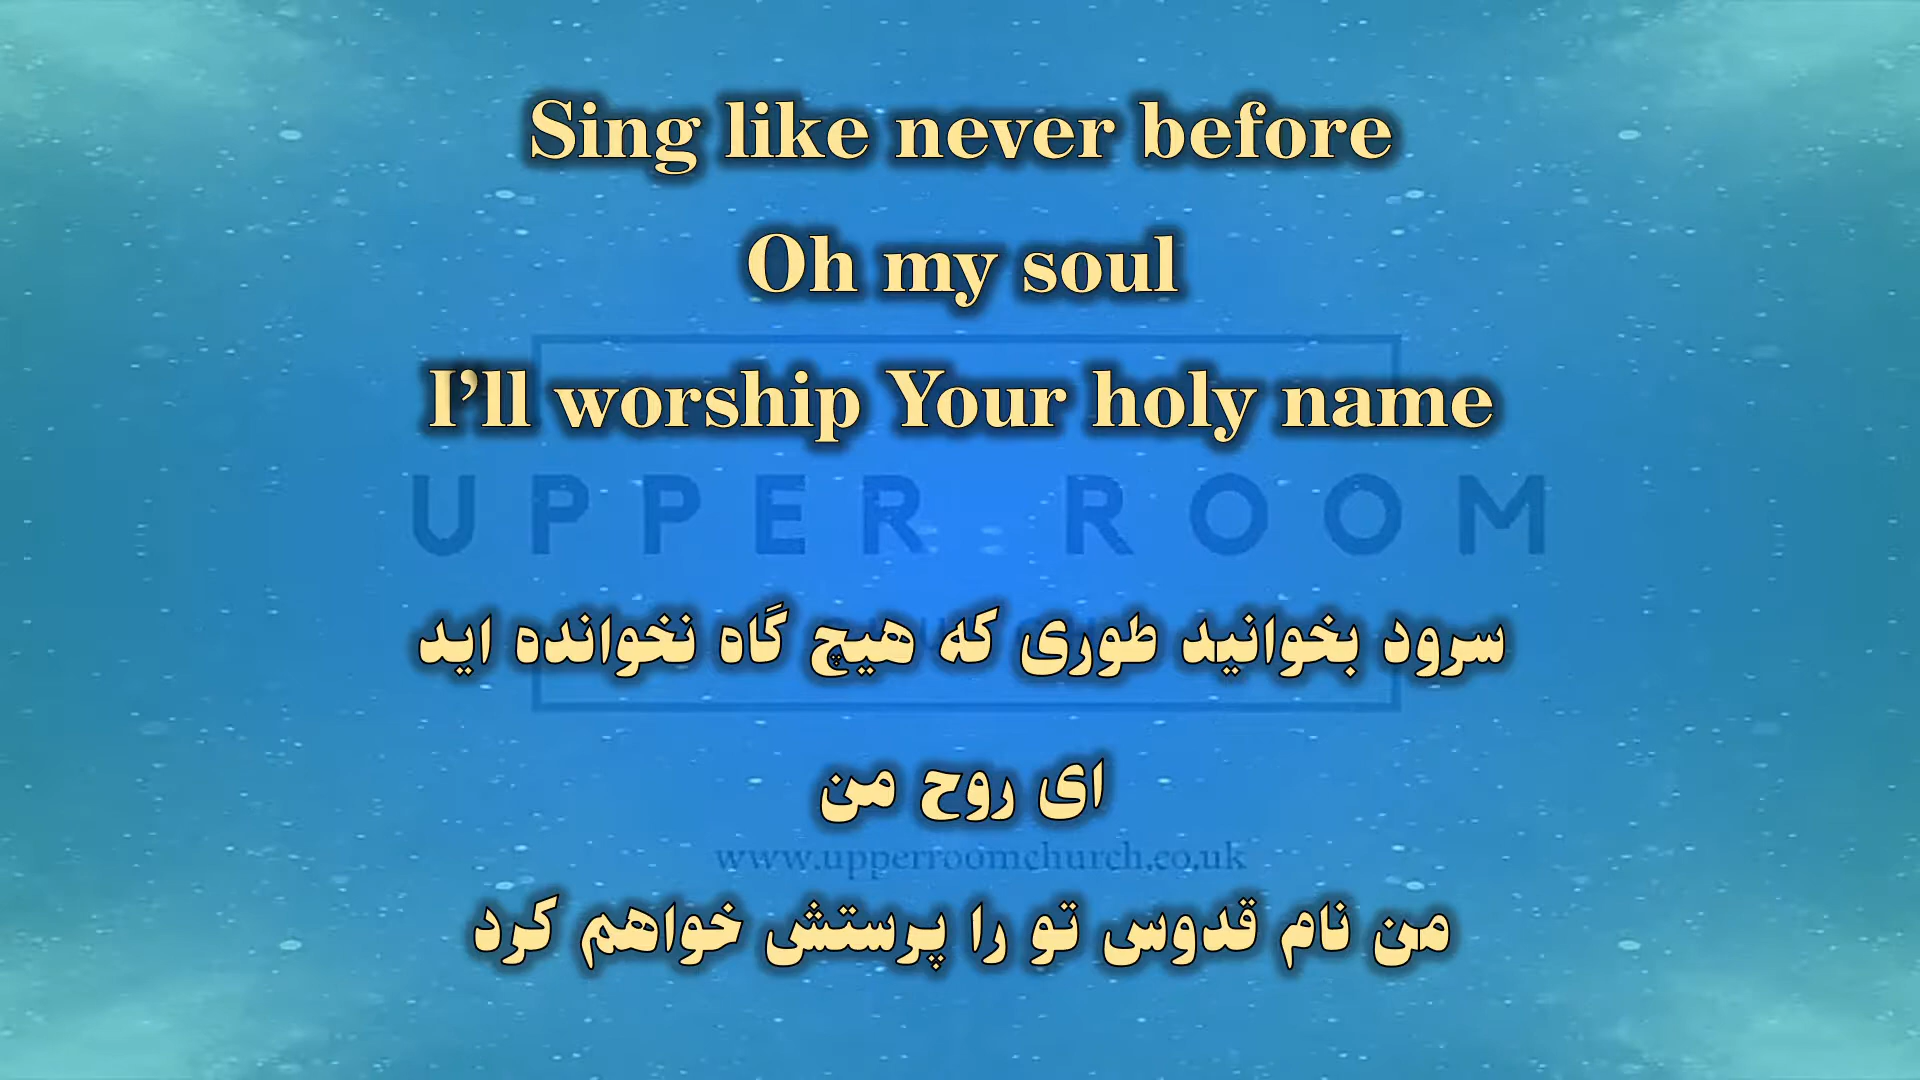 Sing like never before
Oh my soul
I’ll worship Your holy name
UPPER ROOM
سرود بخوانید طوری که هیچ گاه نخوانده اید
ای روح من
www.upperroomchurch.co.uk
من نام قدوس تو را پرستش خواهم کرد